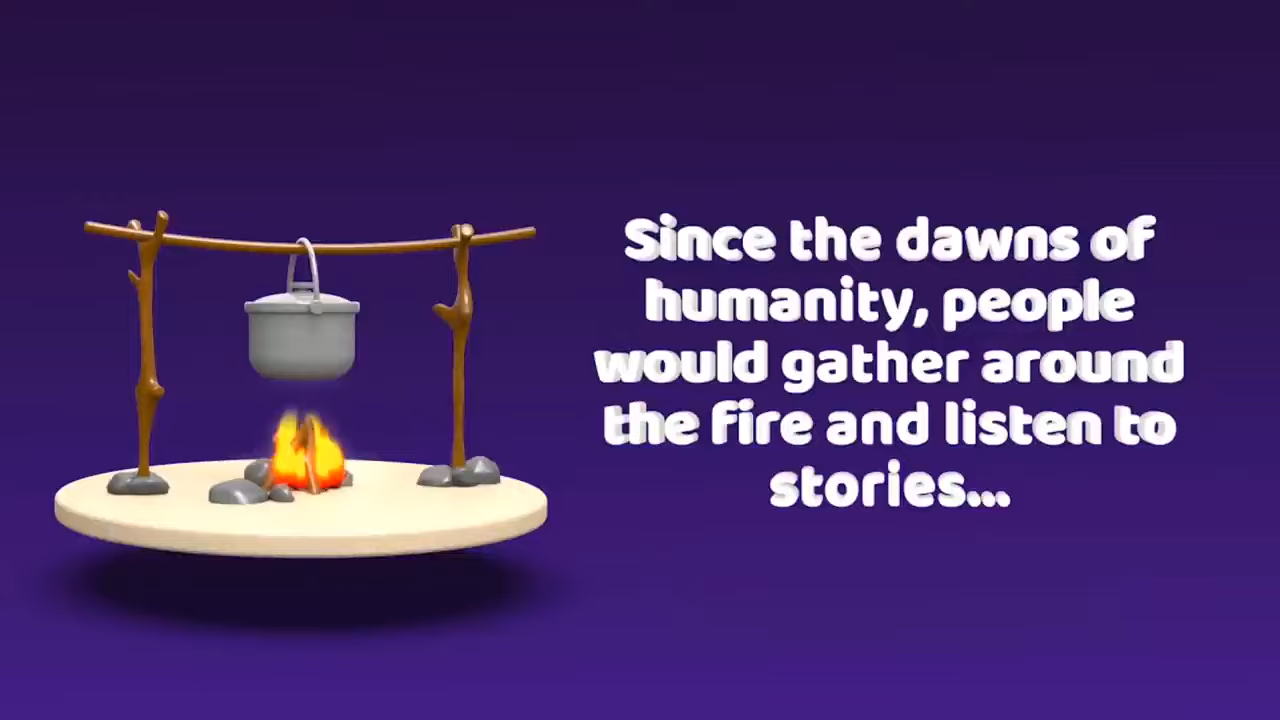 Since the dawns of
humanity, people
would gather around
the fire and listen to
stories...